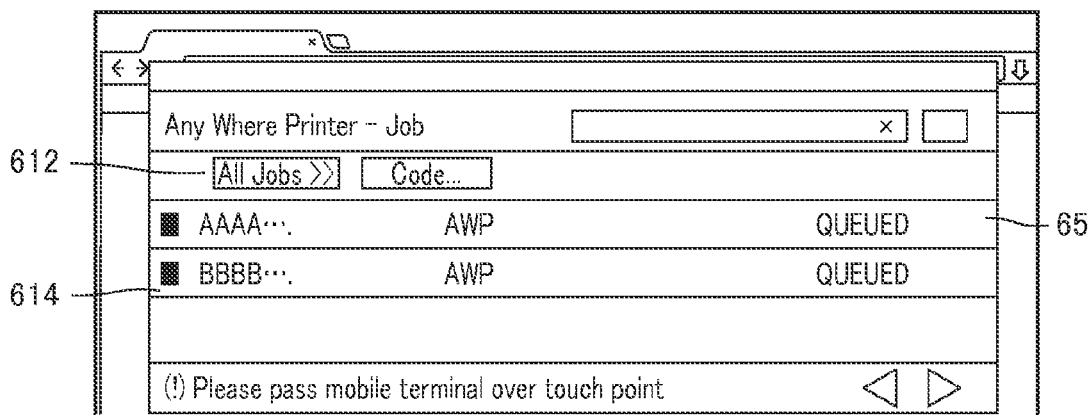 Any Where Printer - Job ×
612 All Jobs >> Code...
AAAA···. AWP QUEUED 65
BBBB···. AWP QUEUED
614
(!) Please pass mobile terminal over touch point